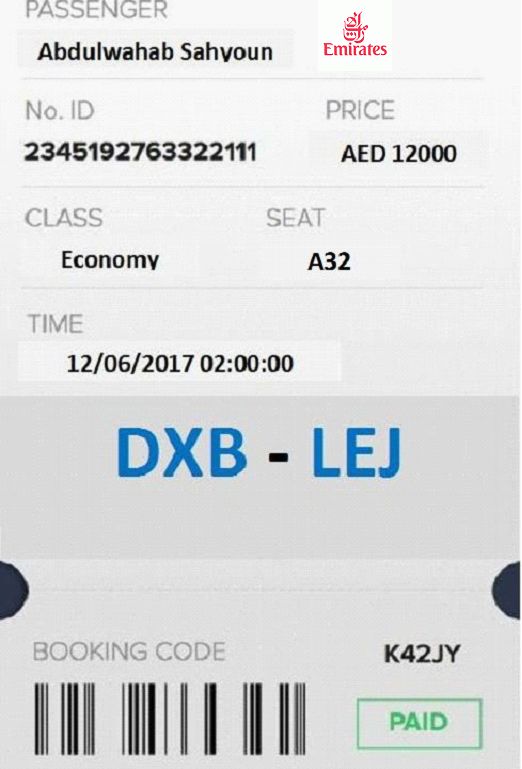 PASSENGER
Abdulwahab Sahyoun
Emirates
No. ID PRICE
2345192763322111 AED 12000
CLASS SEAT
Economy A32
TIME
12/06/2017 02:00:00
DXB - LEJ
BOOKING CODE K42JY
PAID